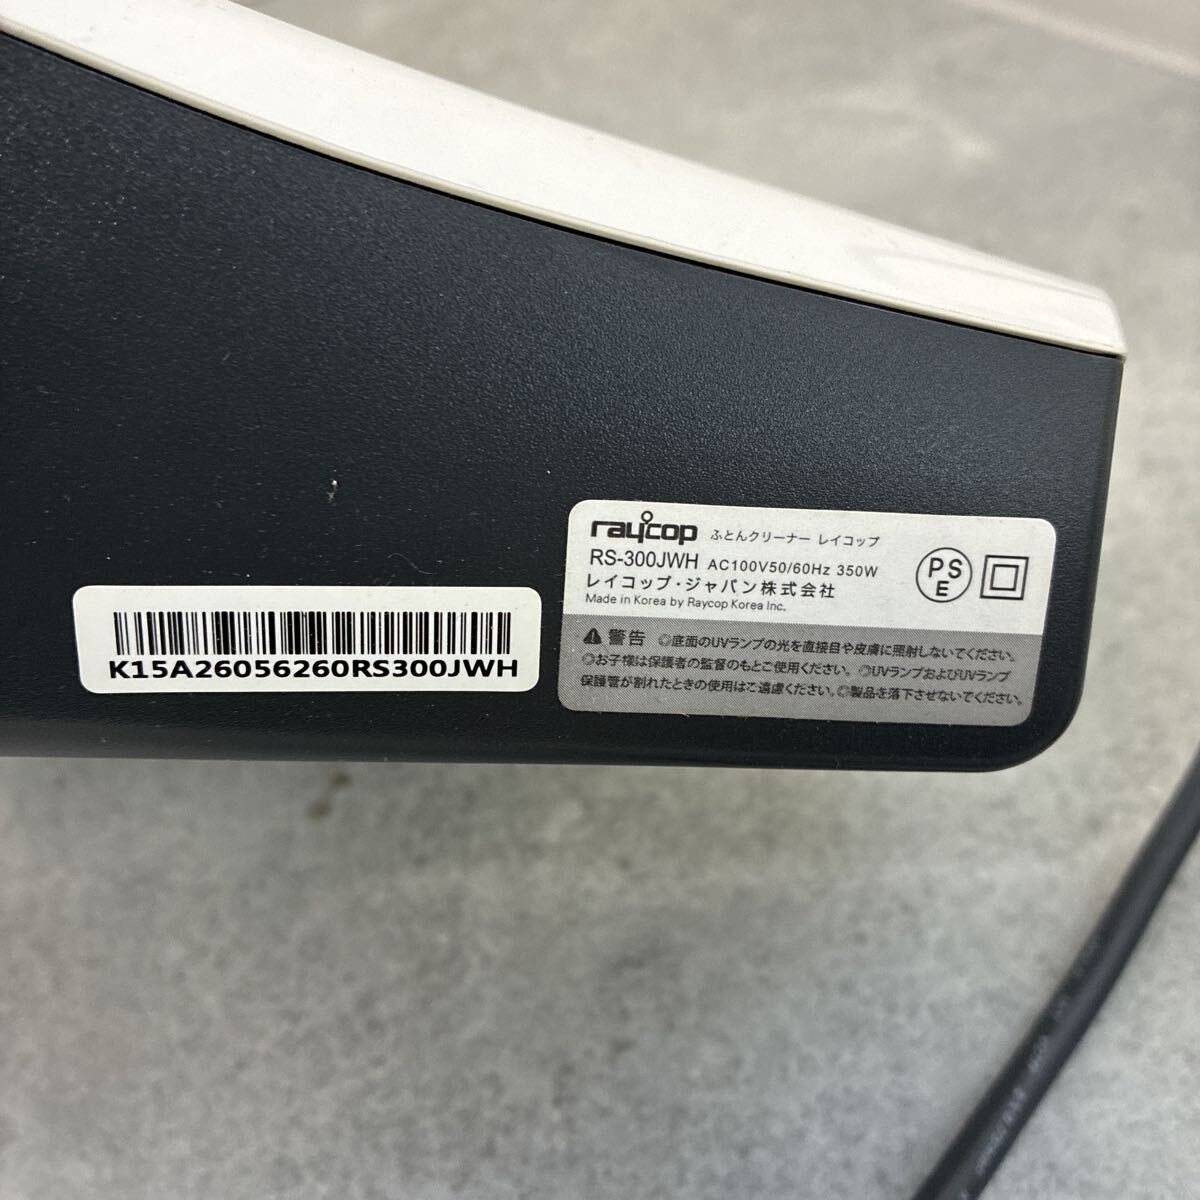 raycop ふとんクリーナー レイコップ
RS-300JWH AC100V50/60Hz 350W
レイコップ・ジャパン株式会社
Made in Korea by Raycop Korea Inc.
PS
E
警告 ◎底面のUVランプの光を直接目や皮膚に照射しないでください。
◎お子様は保護者の監督のもとご使用ください。◎UVランプおよびUVランプ
保護管が割れたときの使用はご遠慮ください。◎製品を落下させないでください。
K15A26056260RS300JWH